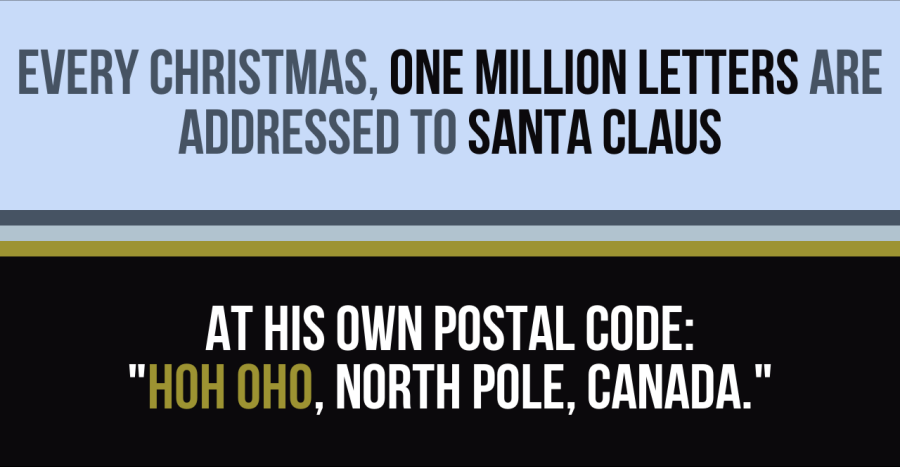 EVERY CHRISTMAS, ONE MILLION LETTERS ARE
ADDRESSED TO SANTA CLAUS
AT HIS OWN POSTAL CODE:
"HOH OHO, NORTH POLE, CANADA."